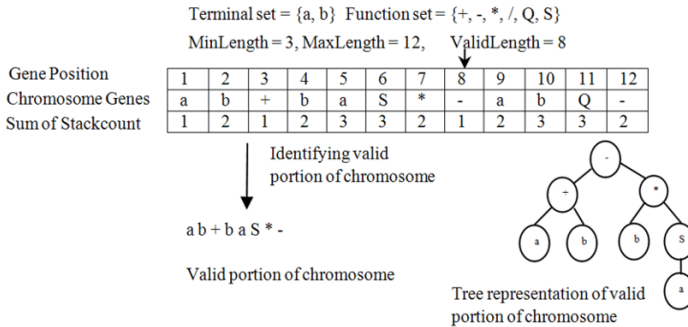 Terminal set = {a, b} Function set = {+, -, *, /, Q, S}
MinLength = 3, MaxLength = 12, ValidLength = 8
Gene Position 1 2 3 4 5 6 7 8 9 10 11 12
Chromosome Genes a b + b a S * - a b Q -
Sum of Stackcount 1 2 1 2 3 3 2 1 2 3 3 2
Identifying valid
portion of chromosome
a b + b a S * -
Valid portion of chromosome
-
+ *
a b b S
a
Tree representation of valid
portion of chromosome